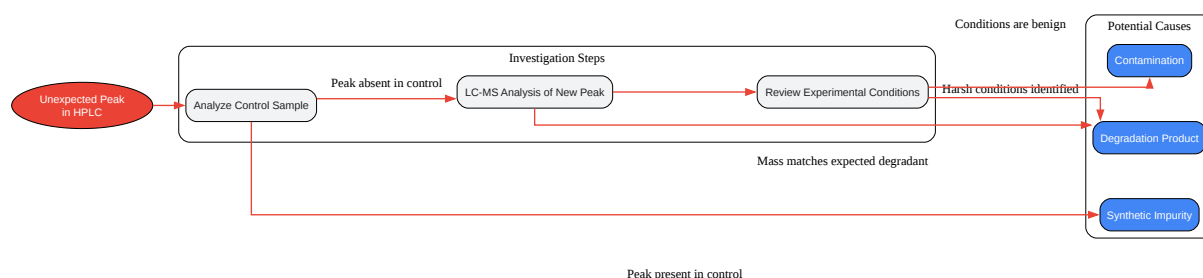 Conditions are benign
Potential Causes
Investigation Steps
Contamination
Peak absent in control
LC-MS Analysis of New Peak
Review Experimental Conditions
Harsh conditions identified
Unexpected Peak
in HPLC
Analyze Control Sample
Degradation Product
Mass matches expected degradant
Synthetic Impurity
Peak present in control